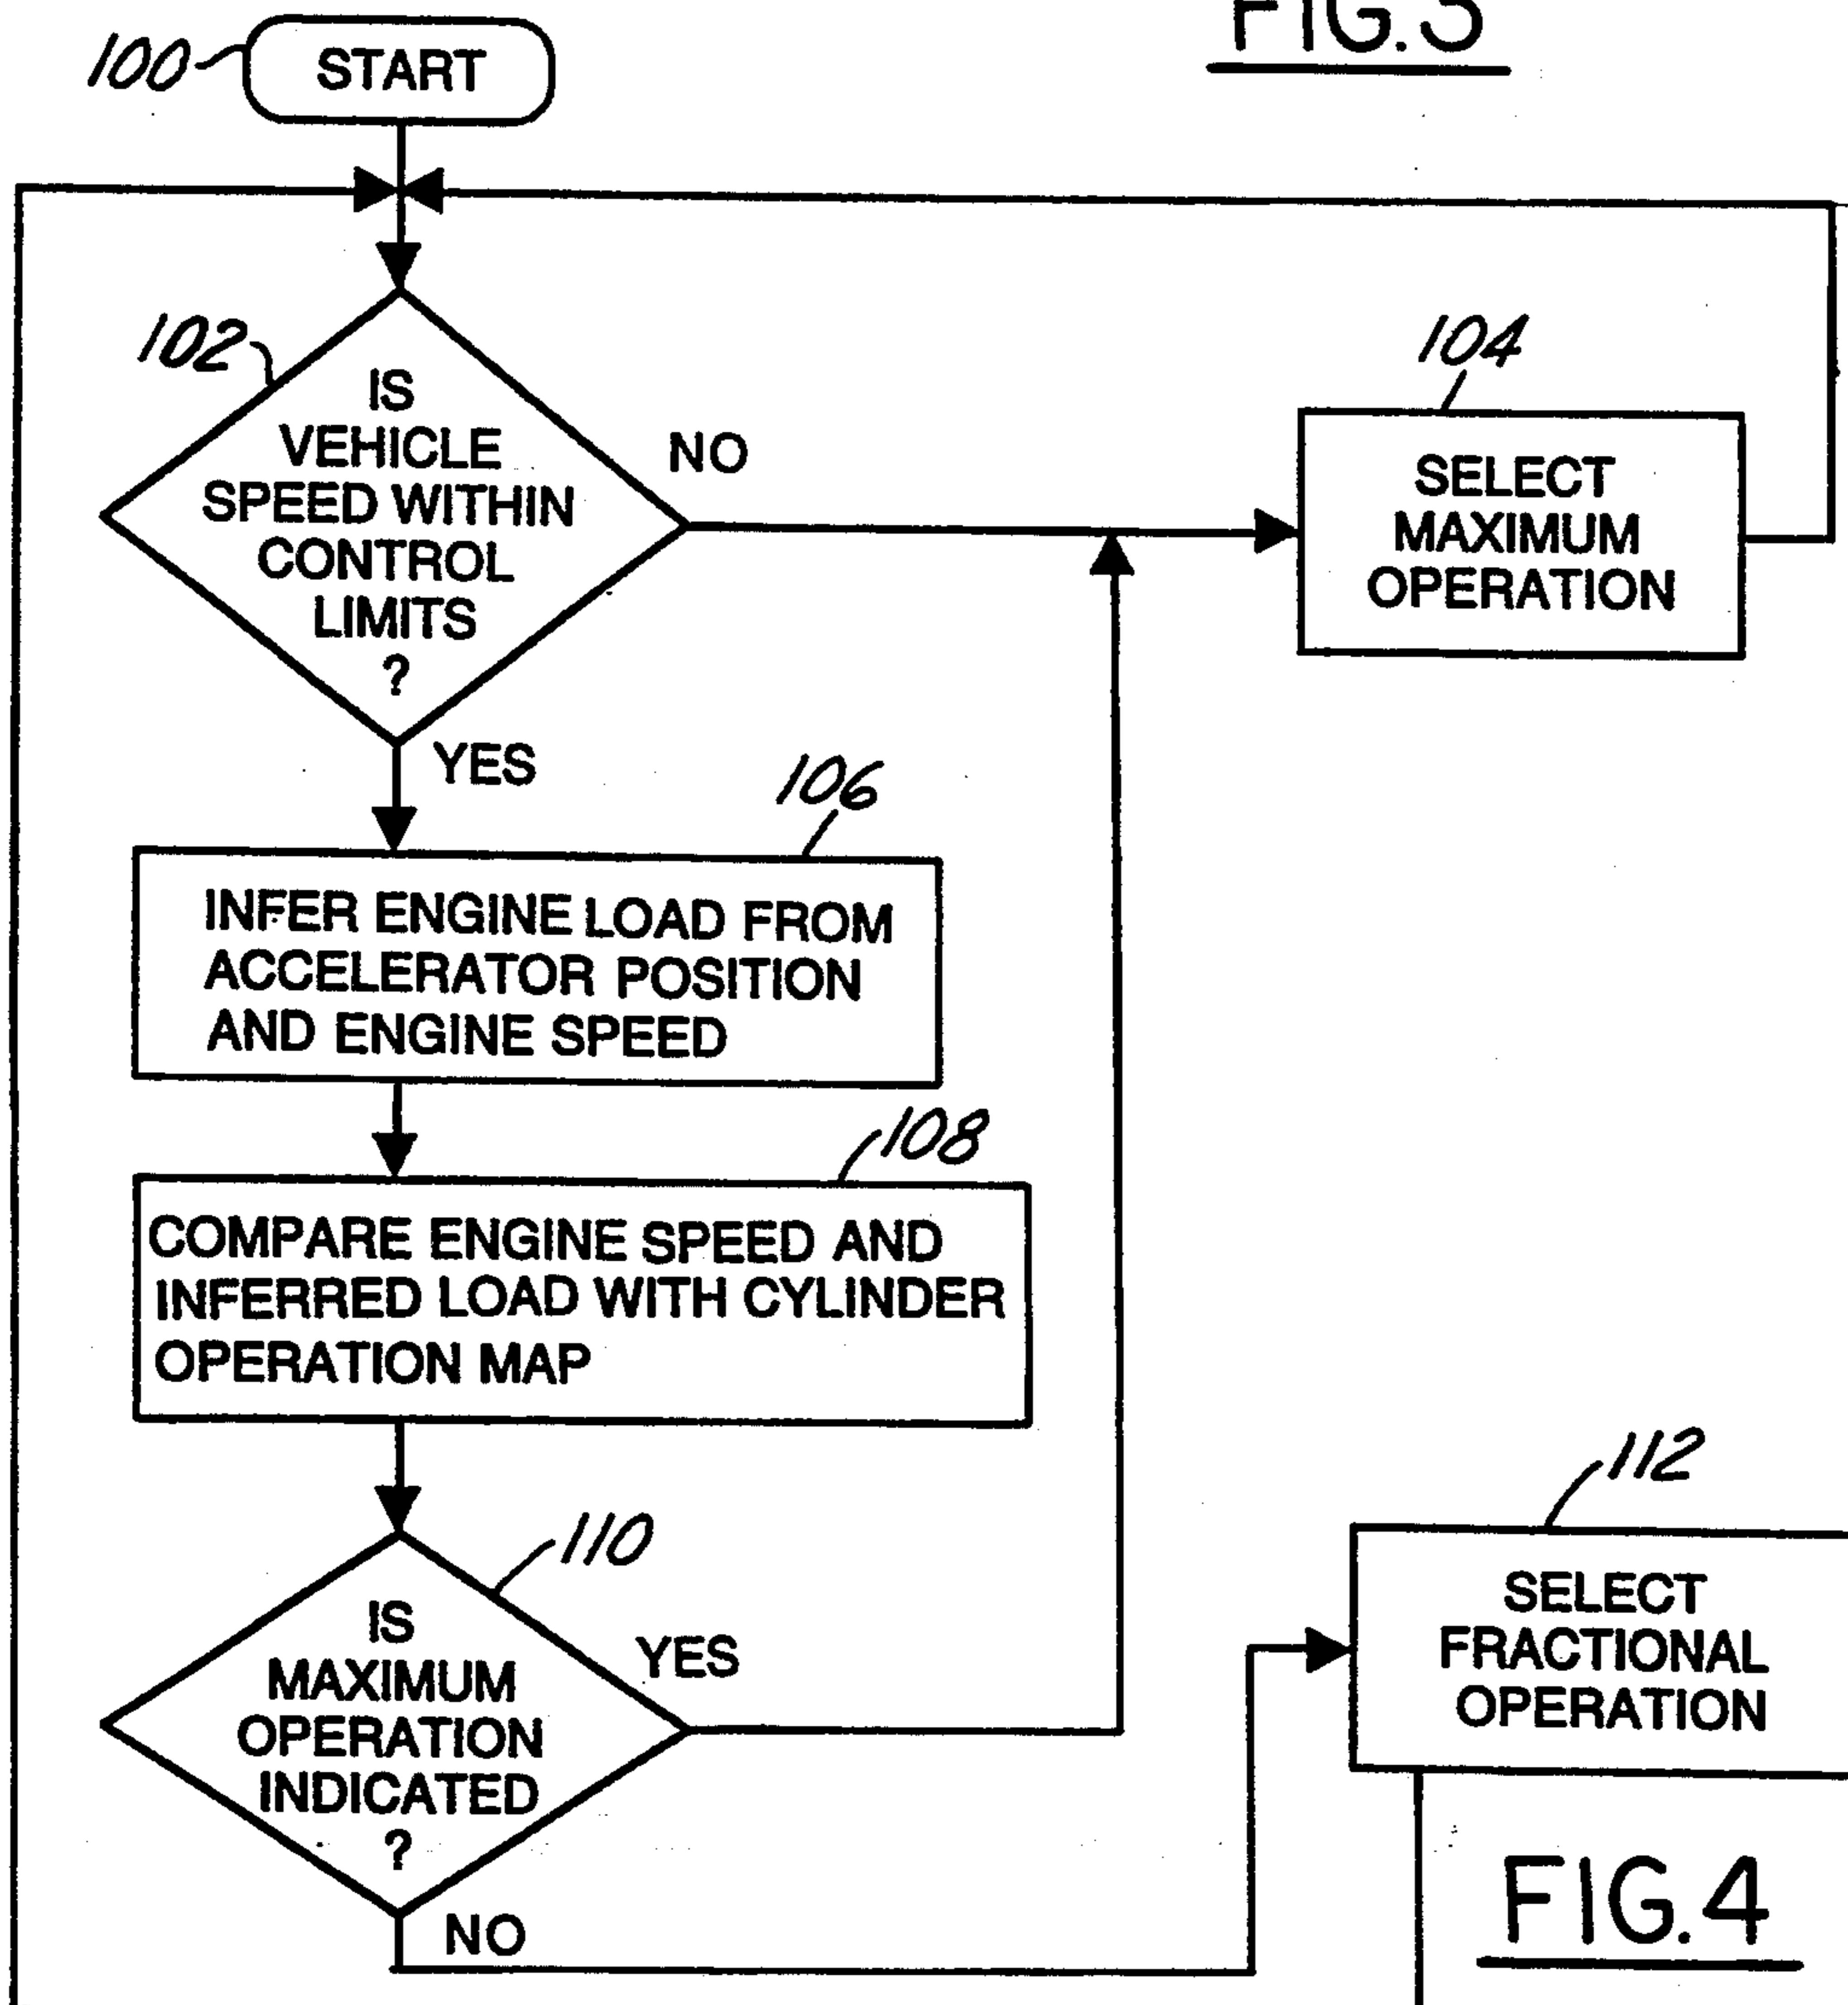 FIG.3
100
START
102
IS
VEHICLE
SPEED WITHIN
CONTROL
LIMITS
?
NO
104
SELECT
MAXIMUM
OPERATION
YES
106
INFER ENGINE LOAD FROM
ACCELERATOR POSITION
AND ENGINE SPEED
108
COMPARE ENGINE SPEED AND
INFERRED LOAD WITH CYLINDER
OPERATION MAP
110
IS
MAXIMUM
OPERATION
INDICATED
?
YES
112
SELECT
FRACTIONAL
OPERATION
NO
FIG.4